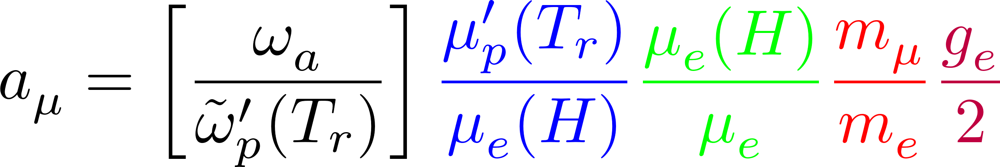 a_μ = [ω_a / ω̃′_p(T_r)] μ′_p(T_r)/μ_e(H) μ_e(H)/μ_e m_μ/m_e g_e/2